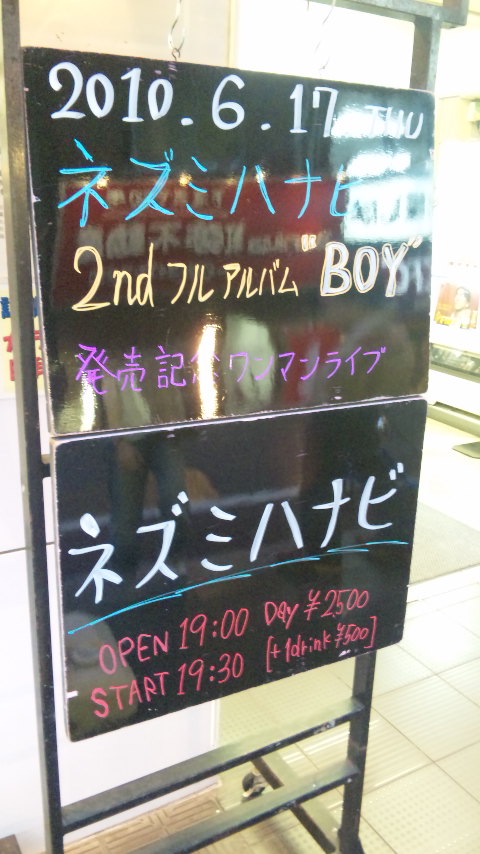 2010.6.17 THU
ネズミハナビ
2nd フルアルバム "BOY"
発売記念ワンマンライブ
ネズミハナビ
OPEN 19:00 Day ¥2,500
START 19:30 [+1drink ¥500]